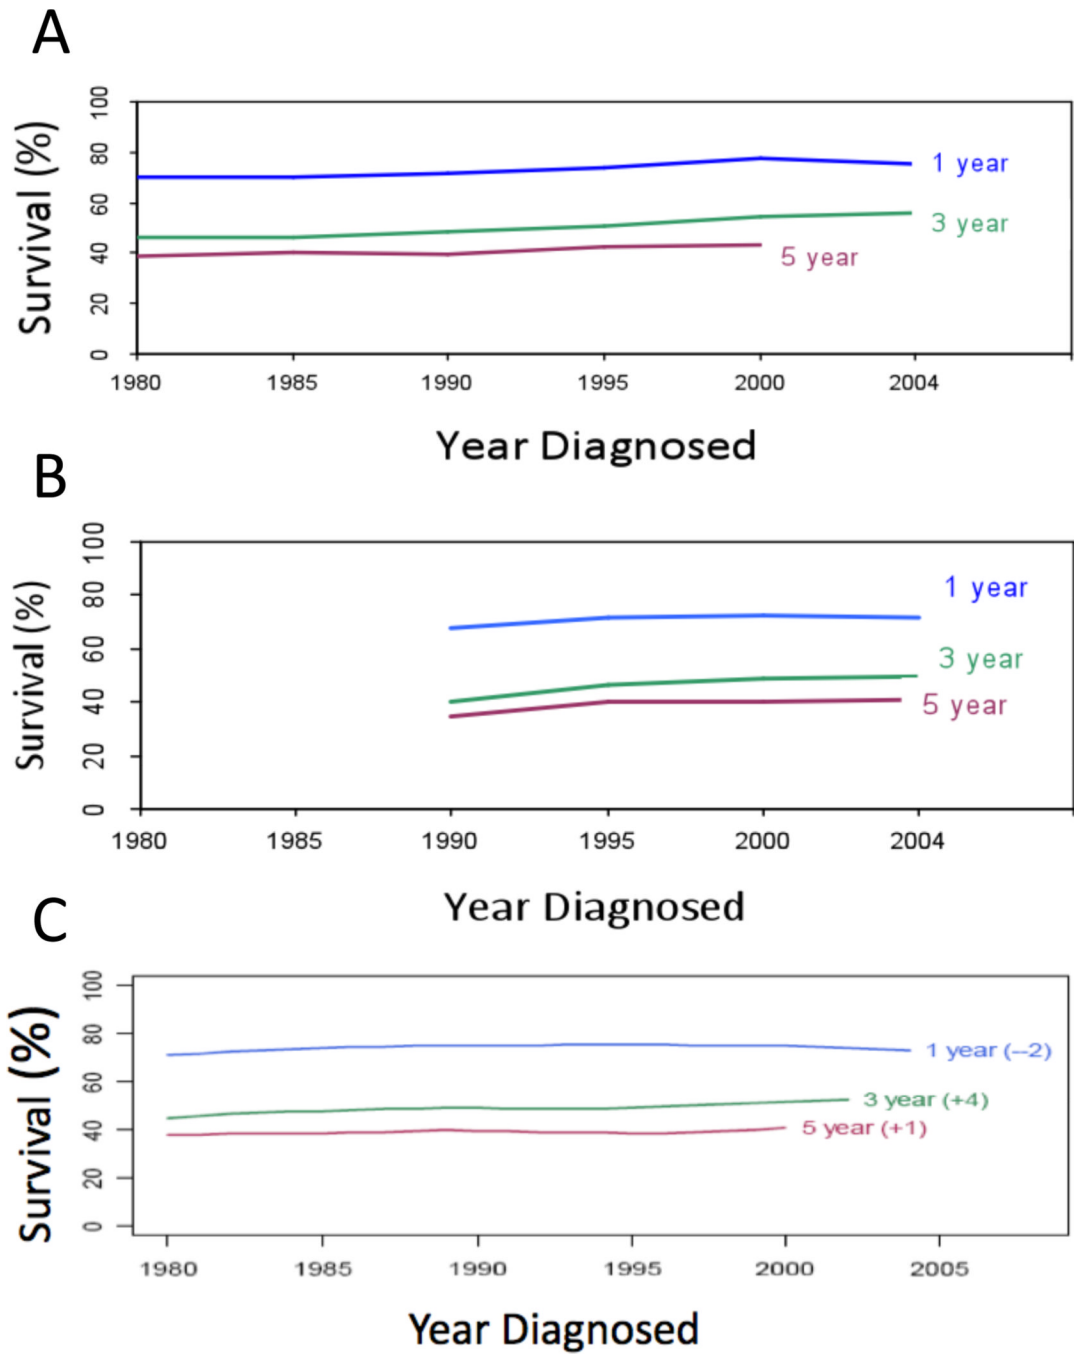 A
Survival (%)
100
80
60
40
20
0
1 year
3 year
5 year
1980 1985 1990 1995 2000 2004
Year Diagnosed
B
Survival (%)
100
80
60
40
20
0
1 year
3 year
5 year
1980 1985 1990 1995 2000 2004
Year Diagnosed
C
Survival (%)
100
80
60
40
20
0
1 year (--2)
3 year (+4)
5 year (+1)
1980 1985 1990 1995 2000 2005
Year Diagnosed